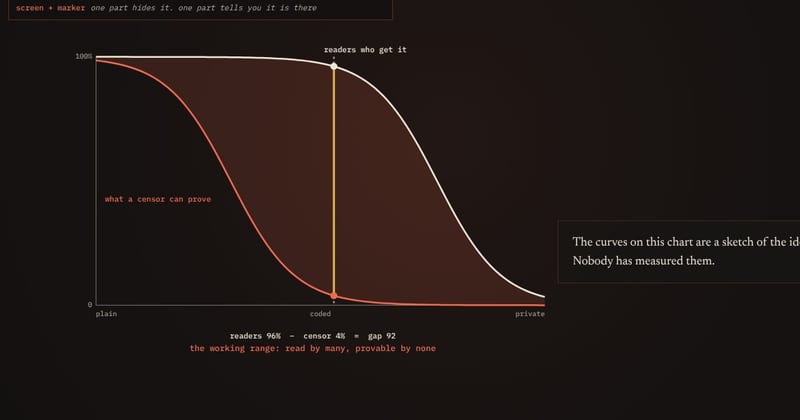 screen + marker one part hides it. one part tells you it is there
readers who get it
100%
what a censor can prove
The curves on this chart are a sketch of the
Nobody has measured them.
0
plain coded private
readers 96% − censor 4% = gap 92
the working range: read by many, provable by none